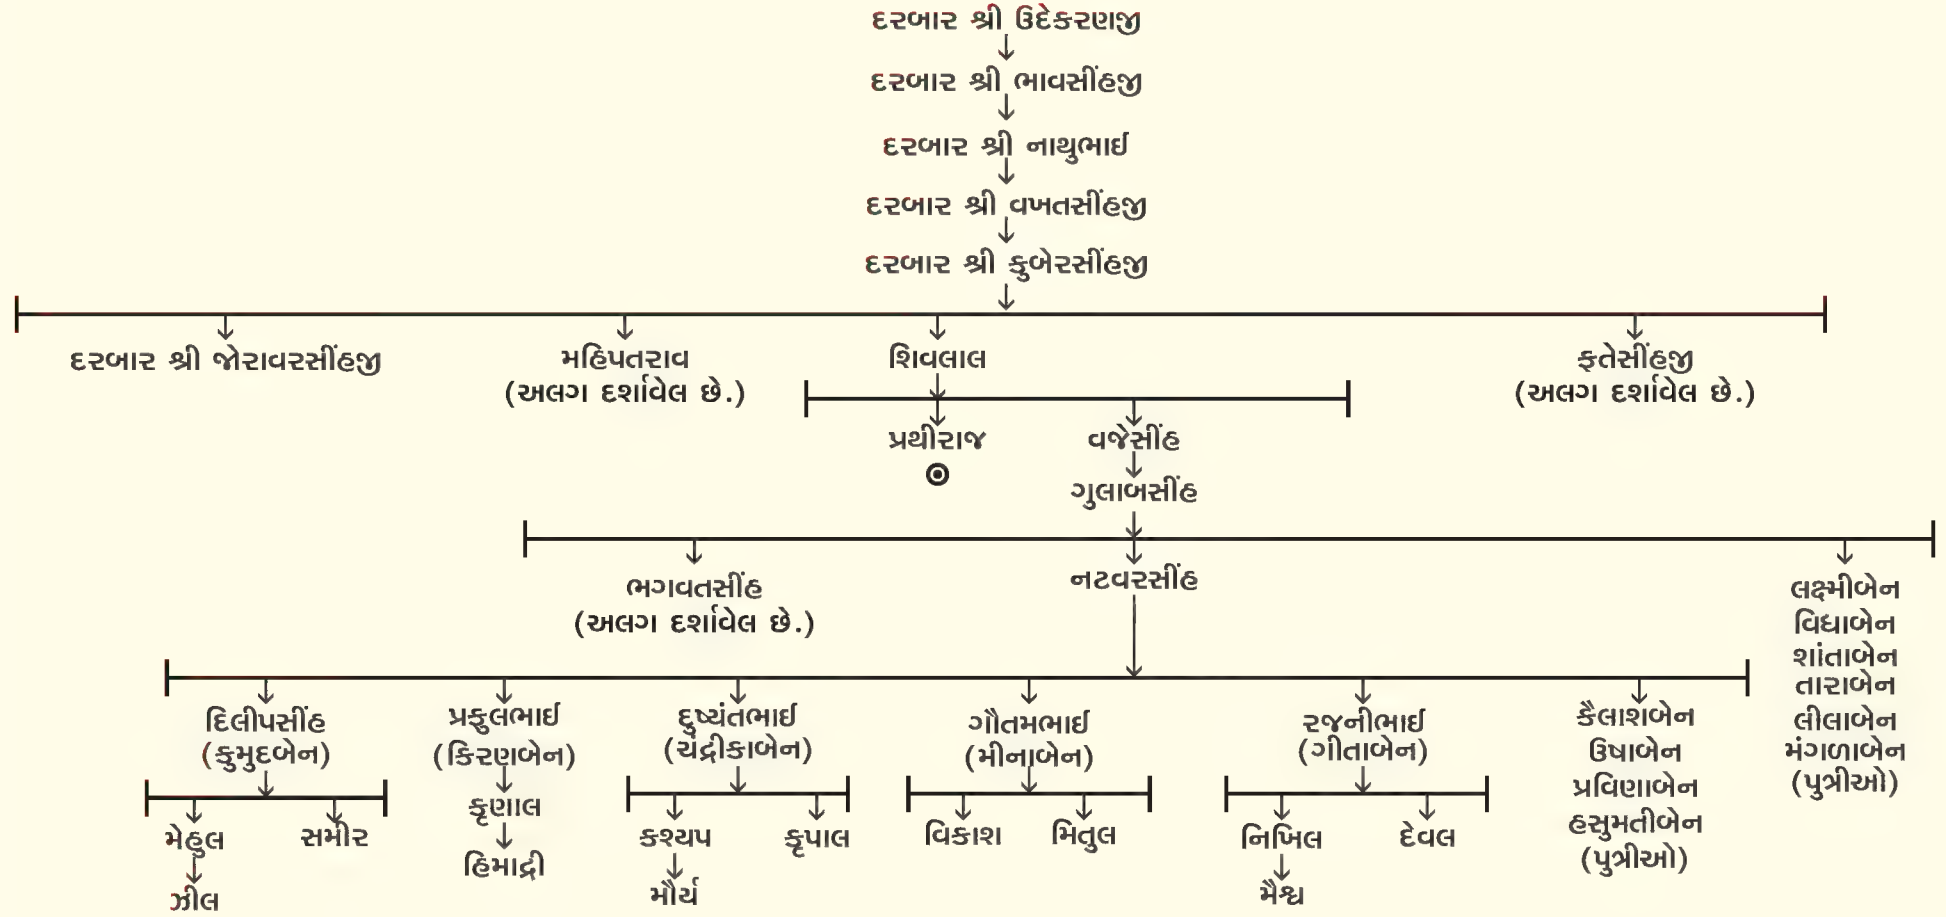 દરબાર શ્રી ઉદેકરણજી
દરબાર શ્રી ભાવસીંહજી
દરબાર શ્રી નાથુભાઈ
દરબાર શ્રી વખતસીંહજી
દરબાર શ્રી કુબેરસીંહજી
દરબાર શ્રી જોરાવરસીંહજી
મહિપતરાવ
(અલગ દર્શાવેલ છે.)
શિવલાલ
ફતેસીંહજી
(અલગ દર્શાવેલ છે.)
પ્રથીરાજ
વજેસીંહ
ગુલાબસીંહ
ભગવતસીંહ
(અલગ દર્શાવેલ છે.)
નટવરસીંહ
લક્ષ્મીબેન
વિધાબેન
શાંતાબેન
તારાબેન
લીલાબેન
મંગળાબેન
(પુત્રીઓ)
દિલીપસીંહ
(કુમુદબેન)
પ્રફુલભાઈ
(કિરણબેન)
દુષ્યંતભાઈ
(ચંદ્રીકાબેન)
ગૌતમભાઈ
(મીનાબેન)
રજનીભાઈ
(ગીતાબેન)
કૈલાશબેન
ઉષાબેન
પ્રવિણાબેન
હસુમતીબેન
(પુત્રીઓ)
મેહુલ
સમીર
કૃણાલ
કશ્યપ
કૃપાલ
વિકાશ
મિતુલ
નિખિલ
દેવલ
ઝીલ
હિમાદ્રી
મૌર્ય
મૈશ્વ